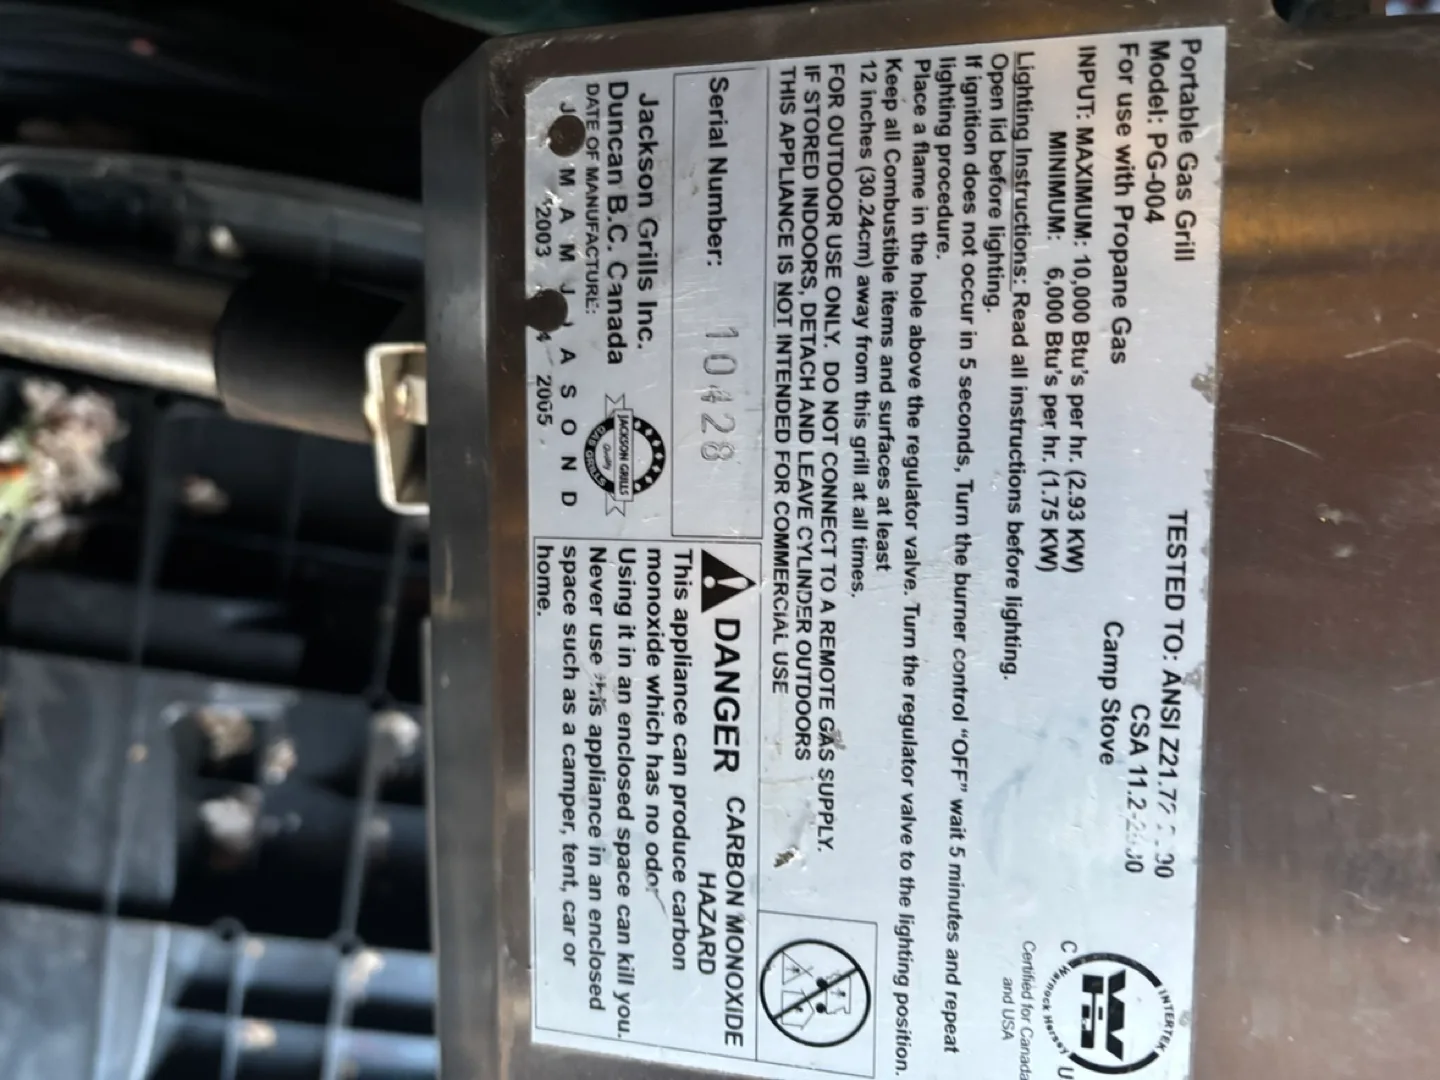 Portable Gas Grill
Model: PG-004
For use with Propane Gas
TESTED TO: ANSI
CSA
Camp Stove
INPUT: MAXIMUM: 10,000 Btu's per hr. (2.93 KW)
MINIMUM: 6,000 Btu's per hr. (1.75 KW)
INTERTEK
C U
Warnock Hersey
Certified for Canada
and USA
Lighting Instructions: Read all instructions before lighting.
Open lid before lighting.
If ignition does not occur in 5 seconds, Turn the burner control "OFF" wait 5 minutes and repeat
lighting procedure.
Place a flame in the hole above the regulator valve. Turn the regulator valve to the lighting position.
Keep all Combustible items and surfaces at least
12 inches (30.24cm) away from this grill at all times.
FOR OUTDOOR USE ONLY. DO NOT CONNECT TO A REMOTE GAS SUPPLY.
IF STORED INDOORS, DETACH AND LEAVE CYLINDER OUTDOORS
THIS APPLIANCE IS NOT INTENDED FOR COMMERCIAL USE
Serial Number: 10428
Jackson Grills Inc.
Duncan B.C. Canada
JACKSON GRILLS
Quality
DATE OF MANUFACTURE:
J M A M J J A S O N D
2003 2005
DANGER CARBON MONOXIDE
HAZARD
This appliance can produce carbon
monoxide which has no odor
Using it in an enclosed space can kill you.
Never use this appliance in an enclosed
space such as a camper, tent, car or
home.